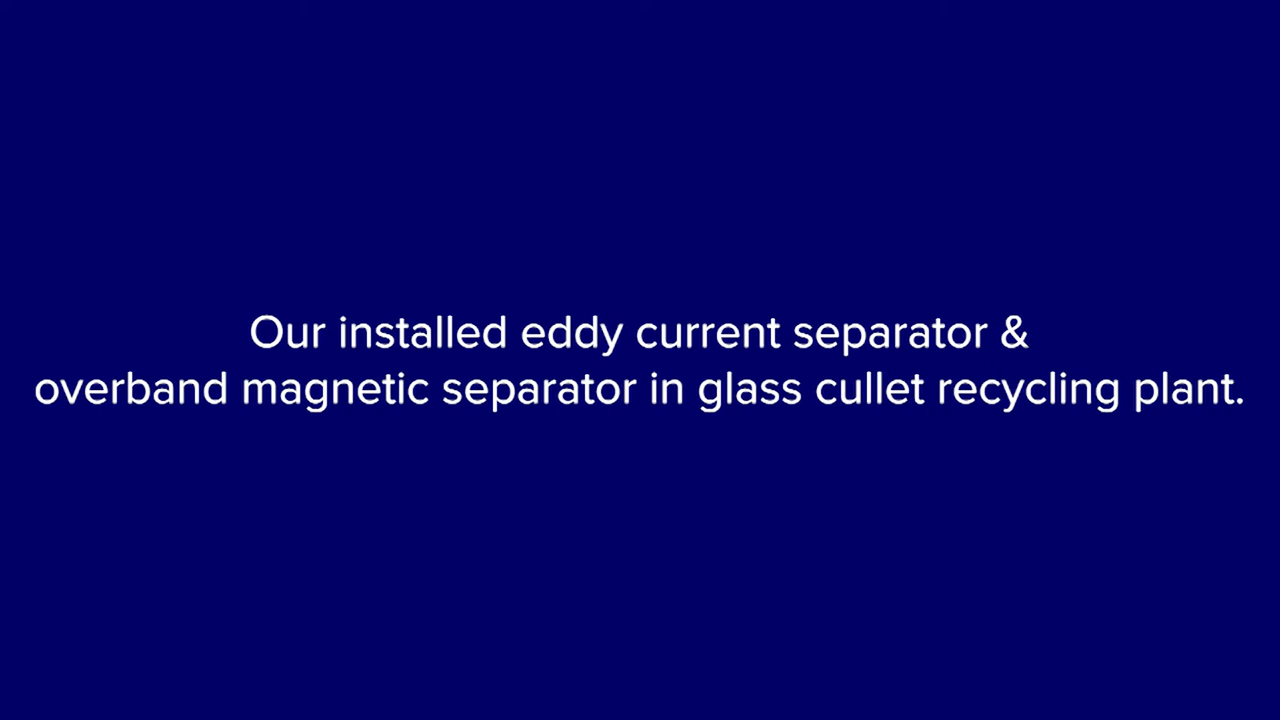 Our installed eddy current separator &
overband magnetic separator in glass cullet recycling plant.